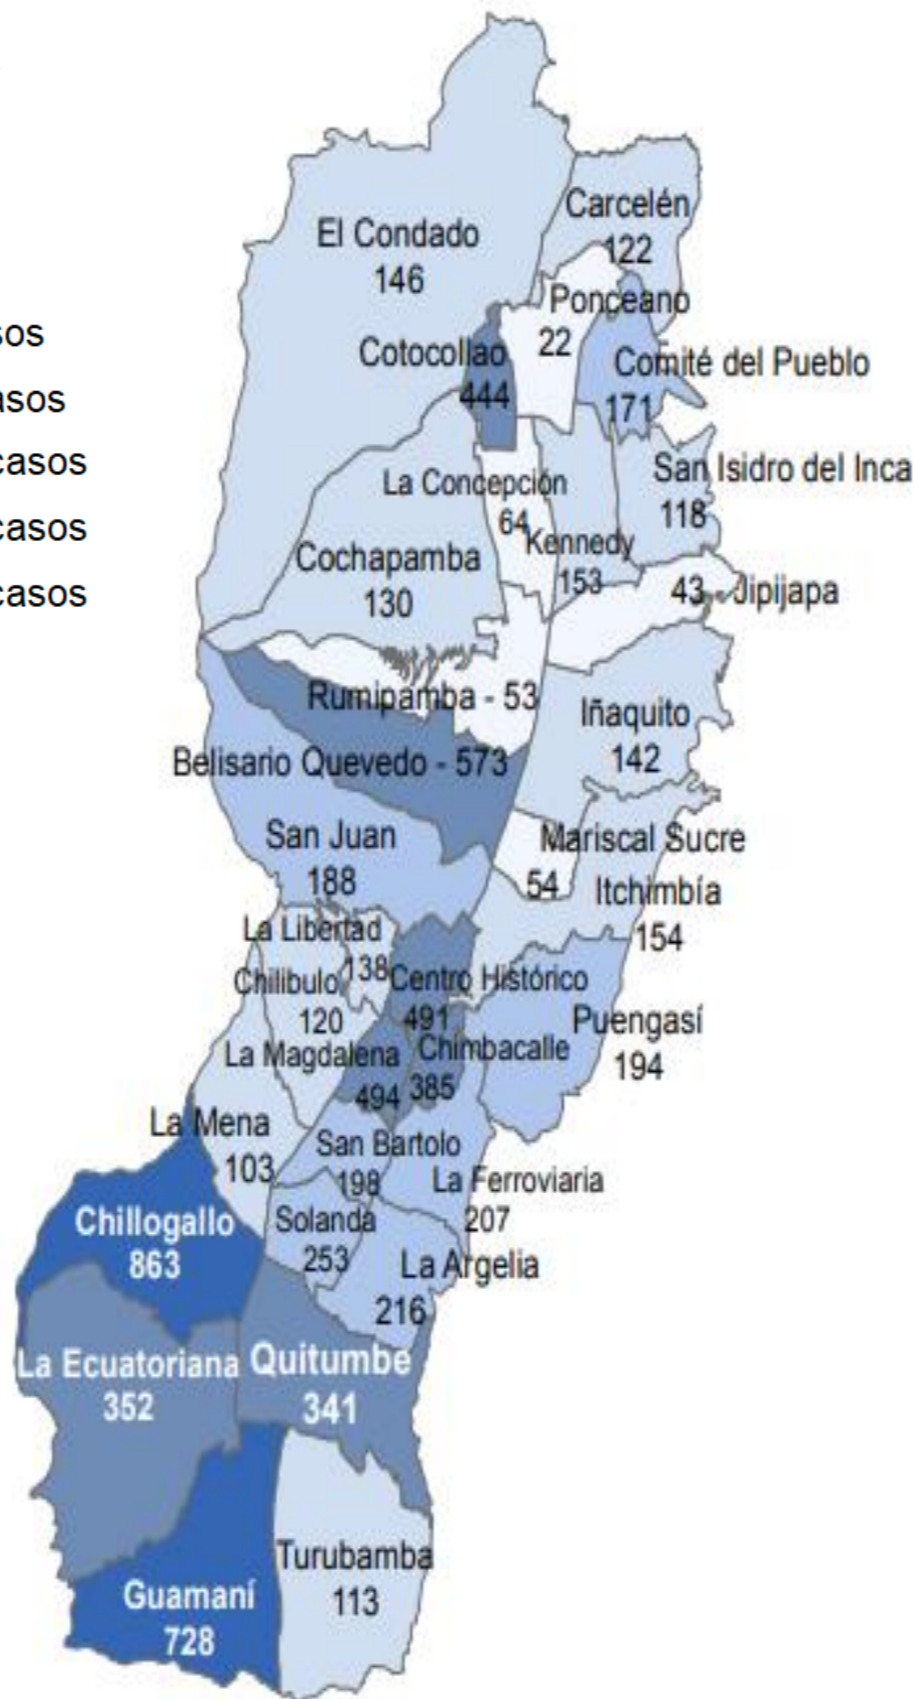 El Condado
146
Carcelén
122
Ponceano
22
Cotocollao
444
Comité del Pueblo
171
casos
casos
casos
La Concepción
64
San Isidro del Inca
118
Kennedy
153
Cochapamba
130
43 - Jipijapa
Rumipamba - 53
Iñaquito
142
Belisario Quevedo - 573
San Juan
188
Mariscal Sucre
54
Itchimbía
154
La Libertad
138
Chilibulo
120
Centro Histórico
491
Puengasí
194
La Magdalena
494
Chimbacalle
385
La Mena
103
San Bartolo
198
La Ferroviaria
207
Chillogallo
863
Solanda
253
La Argelia
216
La Ecuatoriana
352
Quitumbe
341
Turubamba
113
Guamaní
728